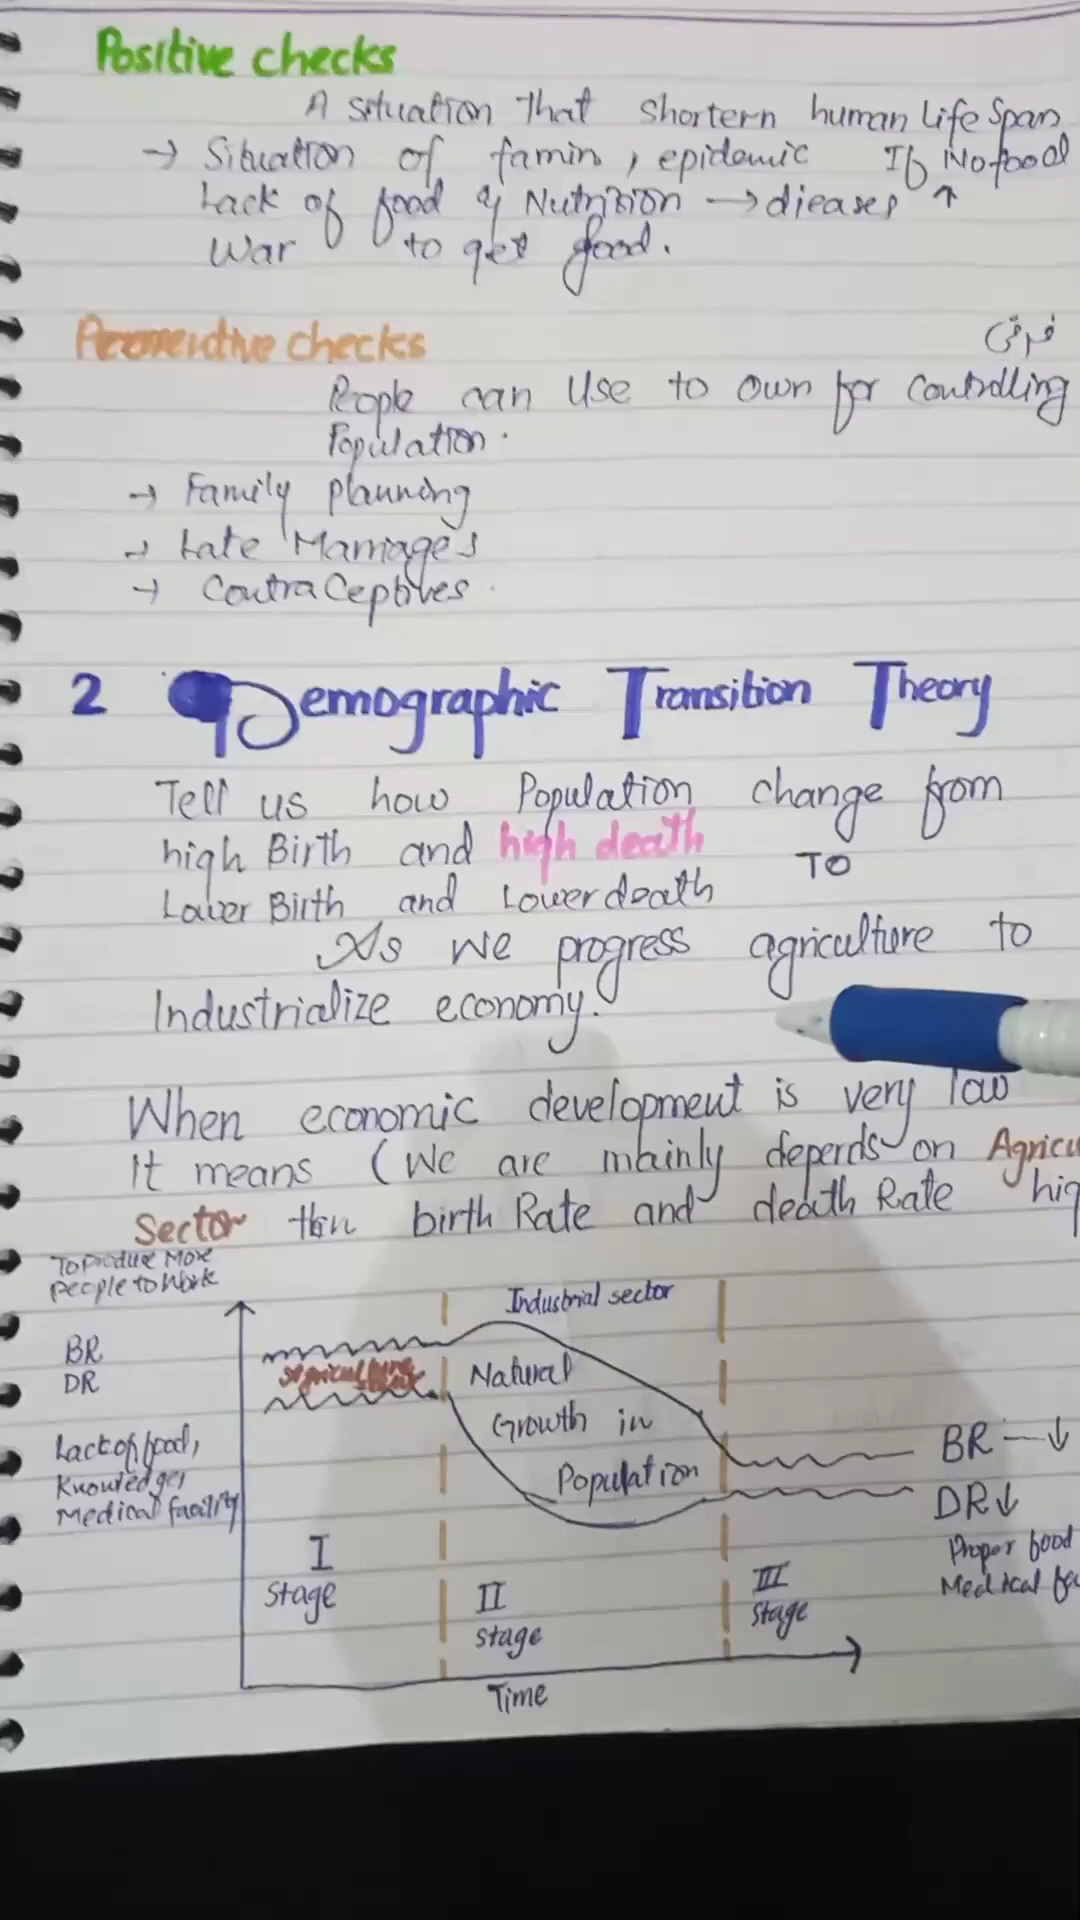 Positive checks
A situation that shortern human Life Span
→ Situation of famin, epidemic If No food
Lack of food & Nutrition → dieases ↑
War to get food.
checks
People can Use to own for Controlling
Population.
→ Family planning
→ Late Marriages
→ ContraCeptives.
2 Demographic Transition Theory
Tell us how Population change from
high Birth and high death TO
Lower Birth and Lower death
As we progress agriculture to
Industrialize economy.
When economic development is very low
It means (We are mainly depends on Agricu
Sector then birth Rate and death Rate hig
To Produce More
People to Work
Industrial sector
BR
DR
Agriculture
Natural
Growth in
Population
Lack of food,
Knowledge,
Medical facility
BR → ↓
DR ↓
Proper food
Medical fa
I
Stage
II
Stage
III
Stage
Time